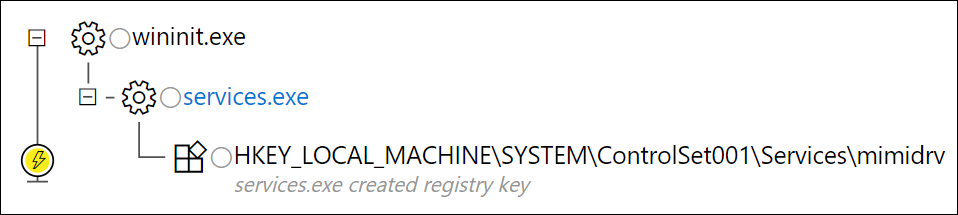 wininit.exe
services.exe
HKEY_LOCAL_MACHINE\SYSTEM\ControlSet001\Services\mimidrv
services.exe created registry key